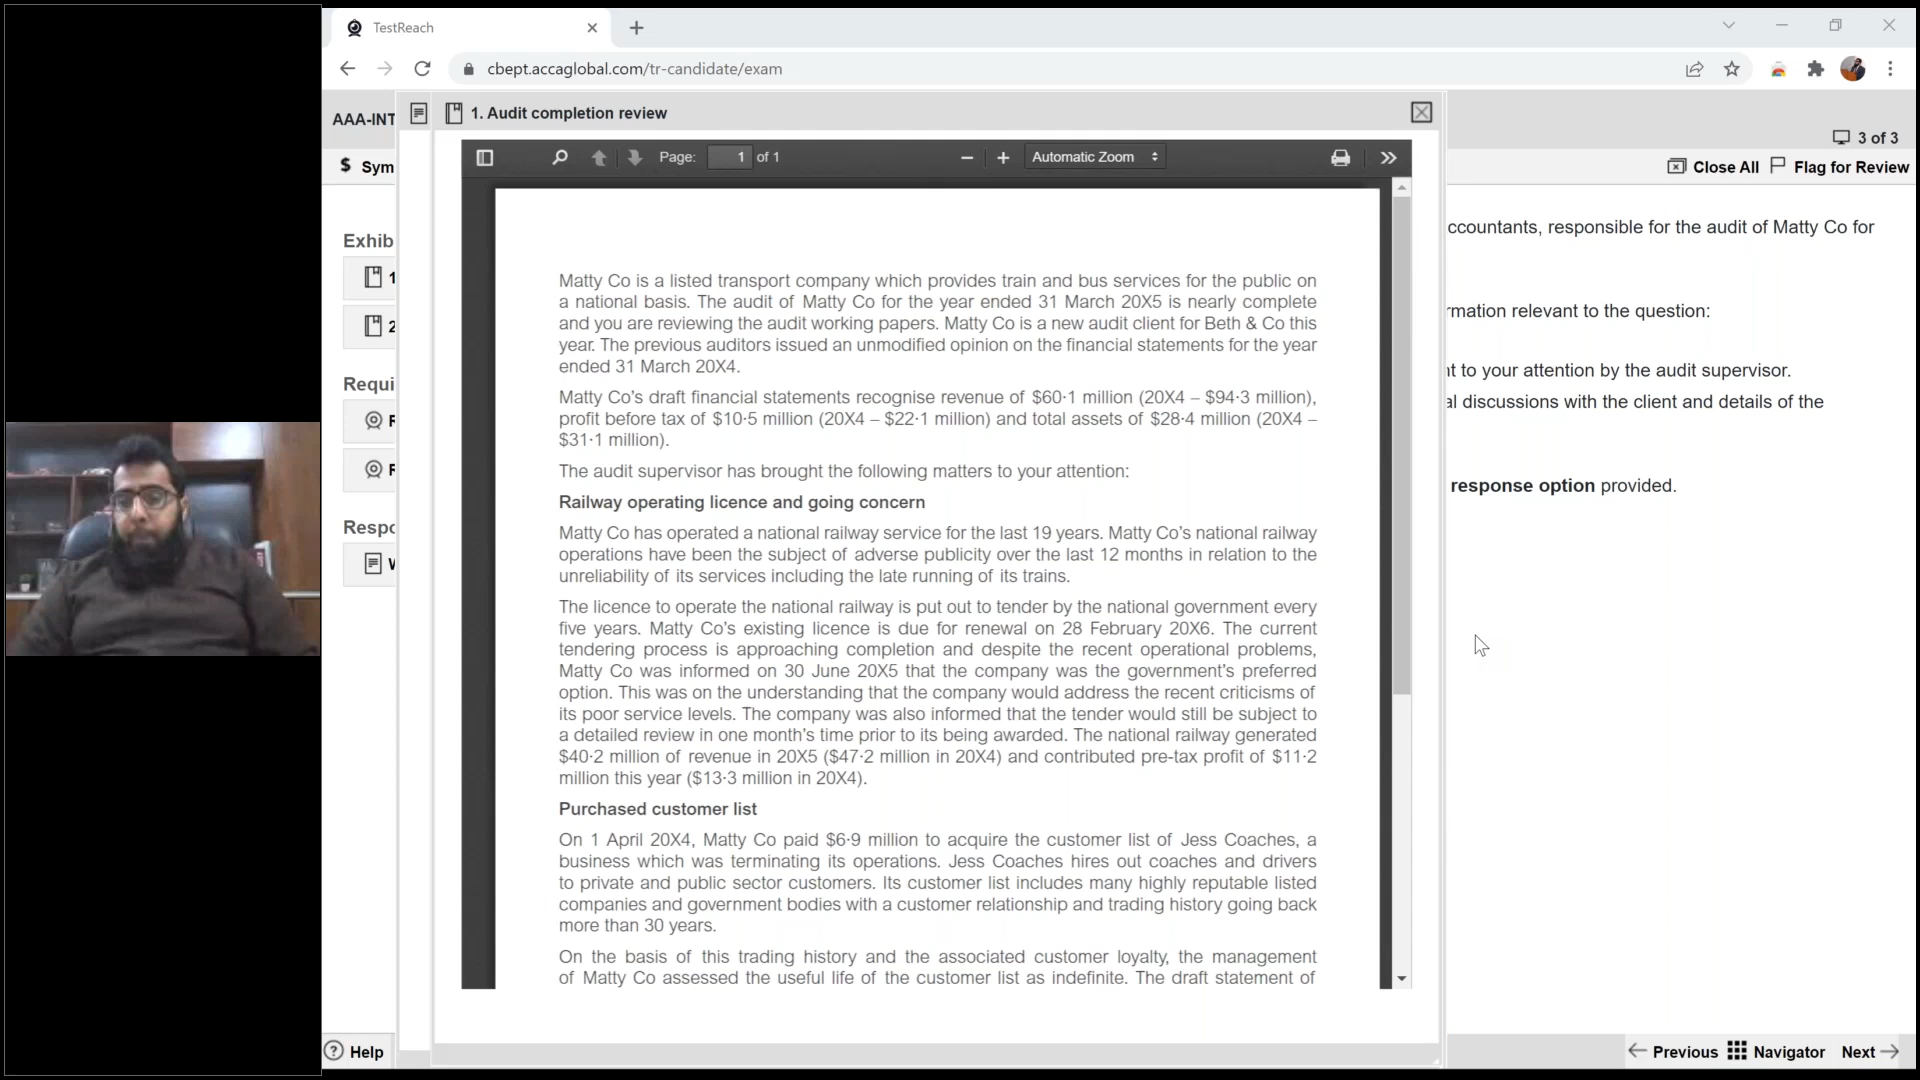 TestReach
cbept.accaglobal.com/tr-candidate/exam
AAA-INT
1. Audit completion review
3 of 3
$ Sym
Page: 1 of 1
Automatic Zoom
Close All
Flag for Review
Exhib
1
2
Requi
R
R
Respo
W
Matty Co is a listed transport company which provides train and bus services for the public on
a national basis. The audit of Matty Co for the year ended 31 March 20X5 is nearly complete
and you are reviewing the audit working papers. Matty Co is a new audit client for Beth & Co this
year. The previous auditors issued an unmodified opinion on the financial statements for the year
ended 31 March 20X4.
Matty Co's draft financial statements recognise revenue of $60·1 million (20X4 – $94·3 million),
profit before tax of $10·5 million (20X4 – $22·1 million) and total assets of $28·4 million (20X4 –
$31·1 million).
The audit supervisor has brought the following matters to your attention:
Railway operating licence and going concern
Matty Co has operated a national railway service for the last 19 years. Matty Co's national railway
operations have been the subject of adverse publicity over the last 12 months in relation to the
unreliability of its services including the late running of its trains.
The licence to operate the national railway is put out to tender by the national government every
five years. Matty Co's existing licence is due for renewal on 28 February 20X6. The current
tendering process is approaching completion and despite the recent operational problems,
Matty Co was informed on 30 June 20X5 that the company was the government's preferred
option. This was on the understanding that the company would address the recent criticisms of
its poor service levels. The company was also informed that the tender would still be subject to
a detailed review in one month's time prior to its being awarded. The national railway generated
$40·2 million of revenue in 20X5 ($47·2 million in 20X4) and contributed pre-tax profit of $11·2
million this year ($13·3 million in 20X4).
Purchased customer list
On 1 April 20X4, Matty Co paid $6·9 million to acquire the customer list of Jess Coaches, a
business which was terminating its operations. Jess Coaches hires out coaches and drivers
to private and public sector customers. Its customer list includes many highly reputable listed
companies and government bodies with a customer relationship and trading history going back
more than 30 years.
On the basis of this trading history and the associated customer loyalty, the management
of Matty Co assessed the useful life of the customer list as indefinite. The draft statement of
ccountants, responsible for the audit of Matty Co for
rmation relevant to the question:
t to your attention by the audit supervisor.
al discussions with the client and details of the
response option provided.
Help
Previous
Navigator
Next